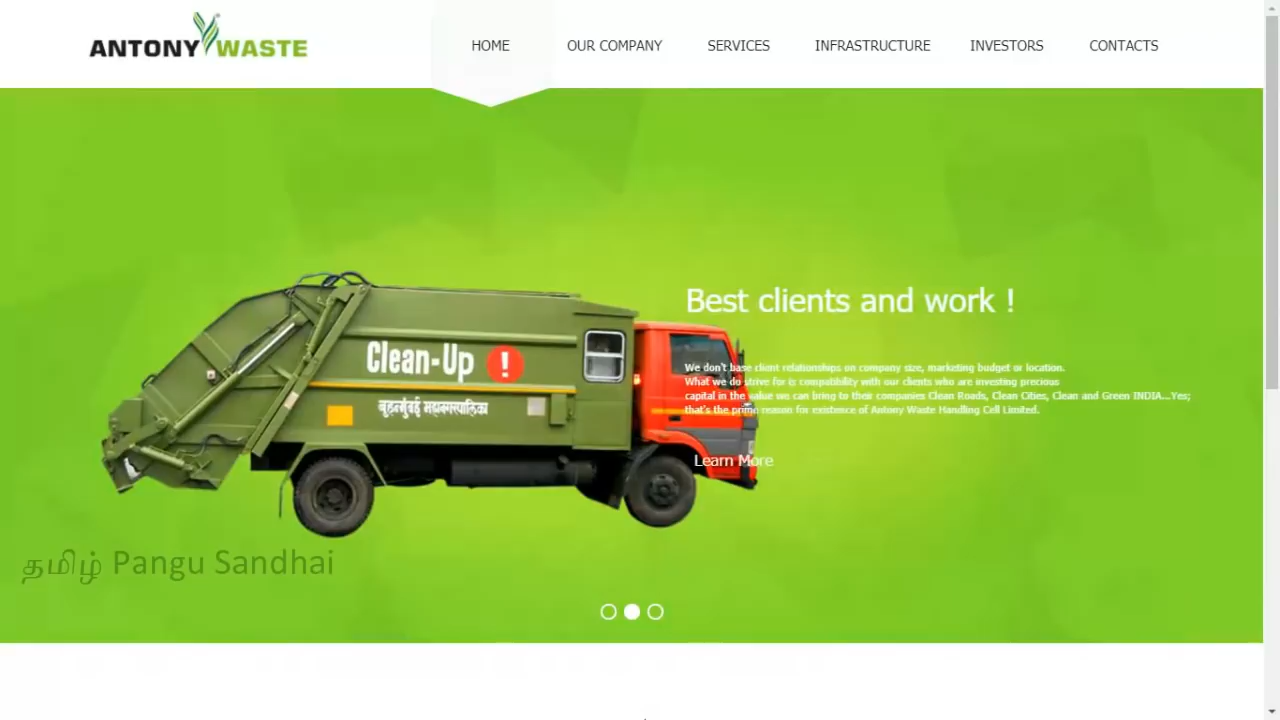 ANTONY WASTE
HOME
OUR COMPANY
SERVICES
INFRASTRUCTURE
INVESTORS
CONTACTS
Best clients and work !
Clean-Up !
We don't base client relationships on company size, marketing budget or location.
What we do strive for is compatibility with our clients who are investing precious
capital in the value we can bring to their companies Clean Roads, Clean Cities, Clean and Green INDIA...Yes;
that's the prime reason for existence of Antony Waste Handling Cell Limited.
बृहन्मुंबई महानगरपालिका
Learn More
தமிழ் Pangu Sandhai